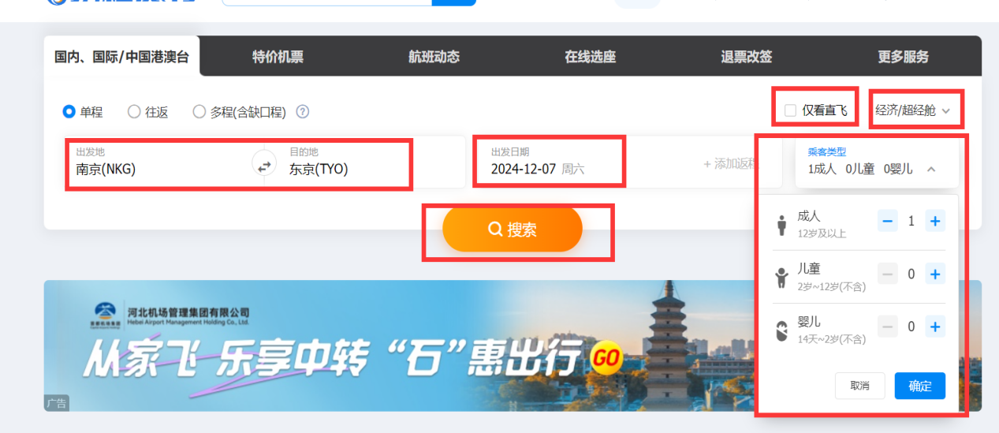 国内、国际/中国港澳台 特价机票 航班动态 在线选座 退票改签 更多服务
单程 往返 多程(含缺口程) ? 仅看直飞 经济/超经舱
出发地 目的地 出发日期 乘客类型
南京(NKG) 东京(TYO) 2024-12-07 周六 + 添加返程 1成人 0儿童 0婴儿
搜索
成人 1
12岁及以上
儿童 0
2岁~12岁(不含)
婴儿 0
14天~2岁(不含)
取消 确定
河北机场管理集团有限公司
Hebei Airport Management Holding Co., Ltd.
从家飞 乐享中转 “石”惠出行 GO
广告